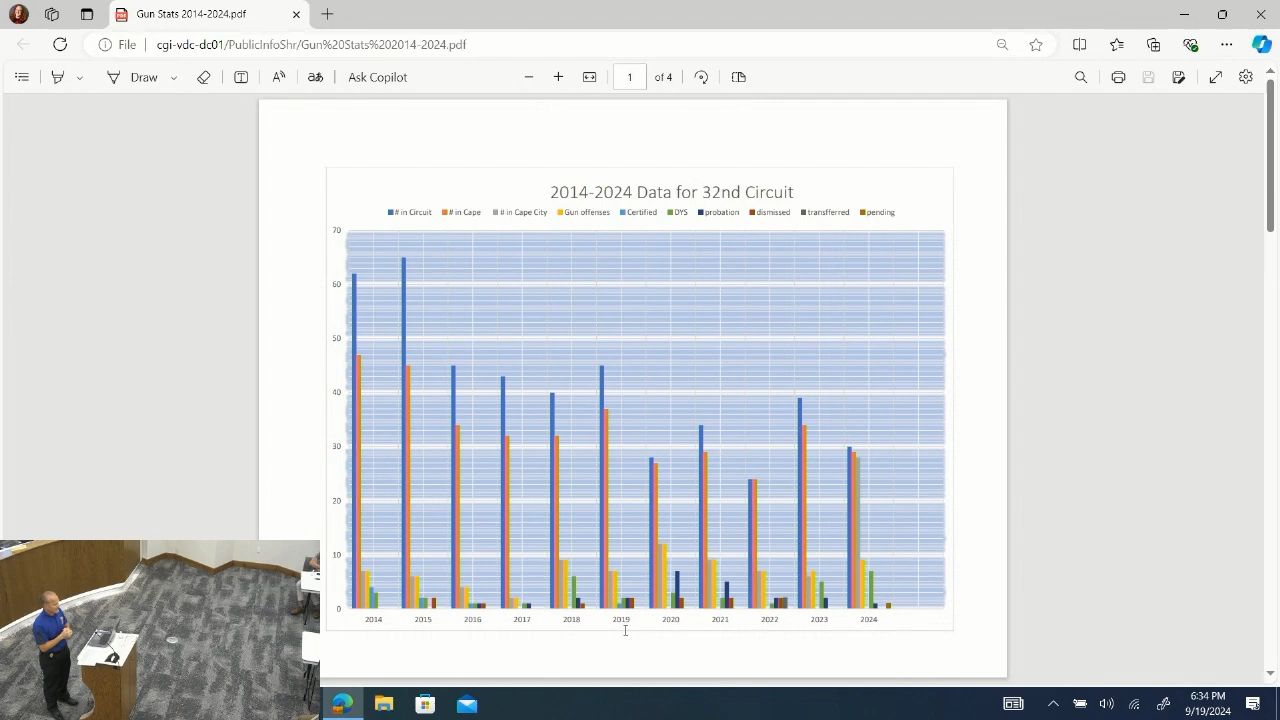 Gun Stats 2014-2024.pdf
File cgi-vdc-dc01/PublicInfoShr/Gun%20Stats%202014-2024.pdf
Draw Ask Copilot 1 of 4
2014-2024 Data for 32nd Circuit
# in Circuit # in Cape # in Cape City Gun offenses Certified DYS probation dismissed transfferred pending
70
60
50
40
30
20
10
0
2014 2015 2016 2017 2018 2019 2020 2021 2022 2023 2024
6:34 PM
9/19/2024